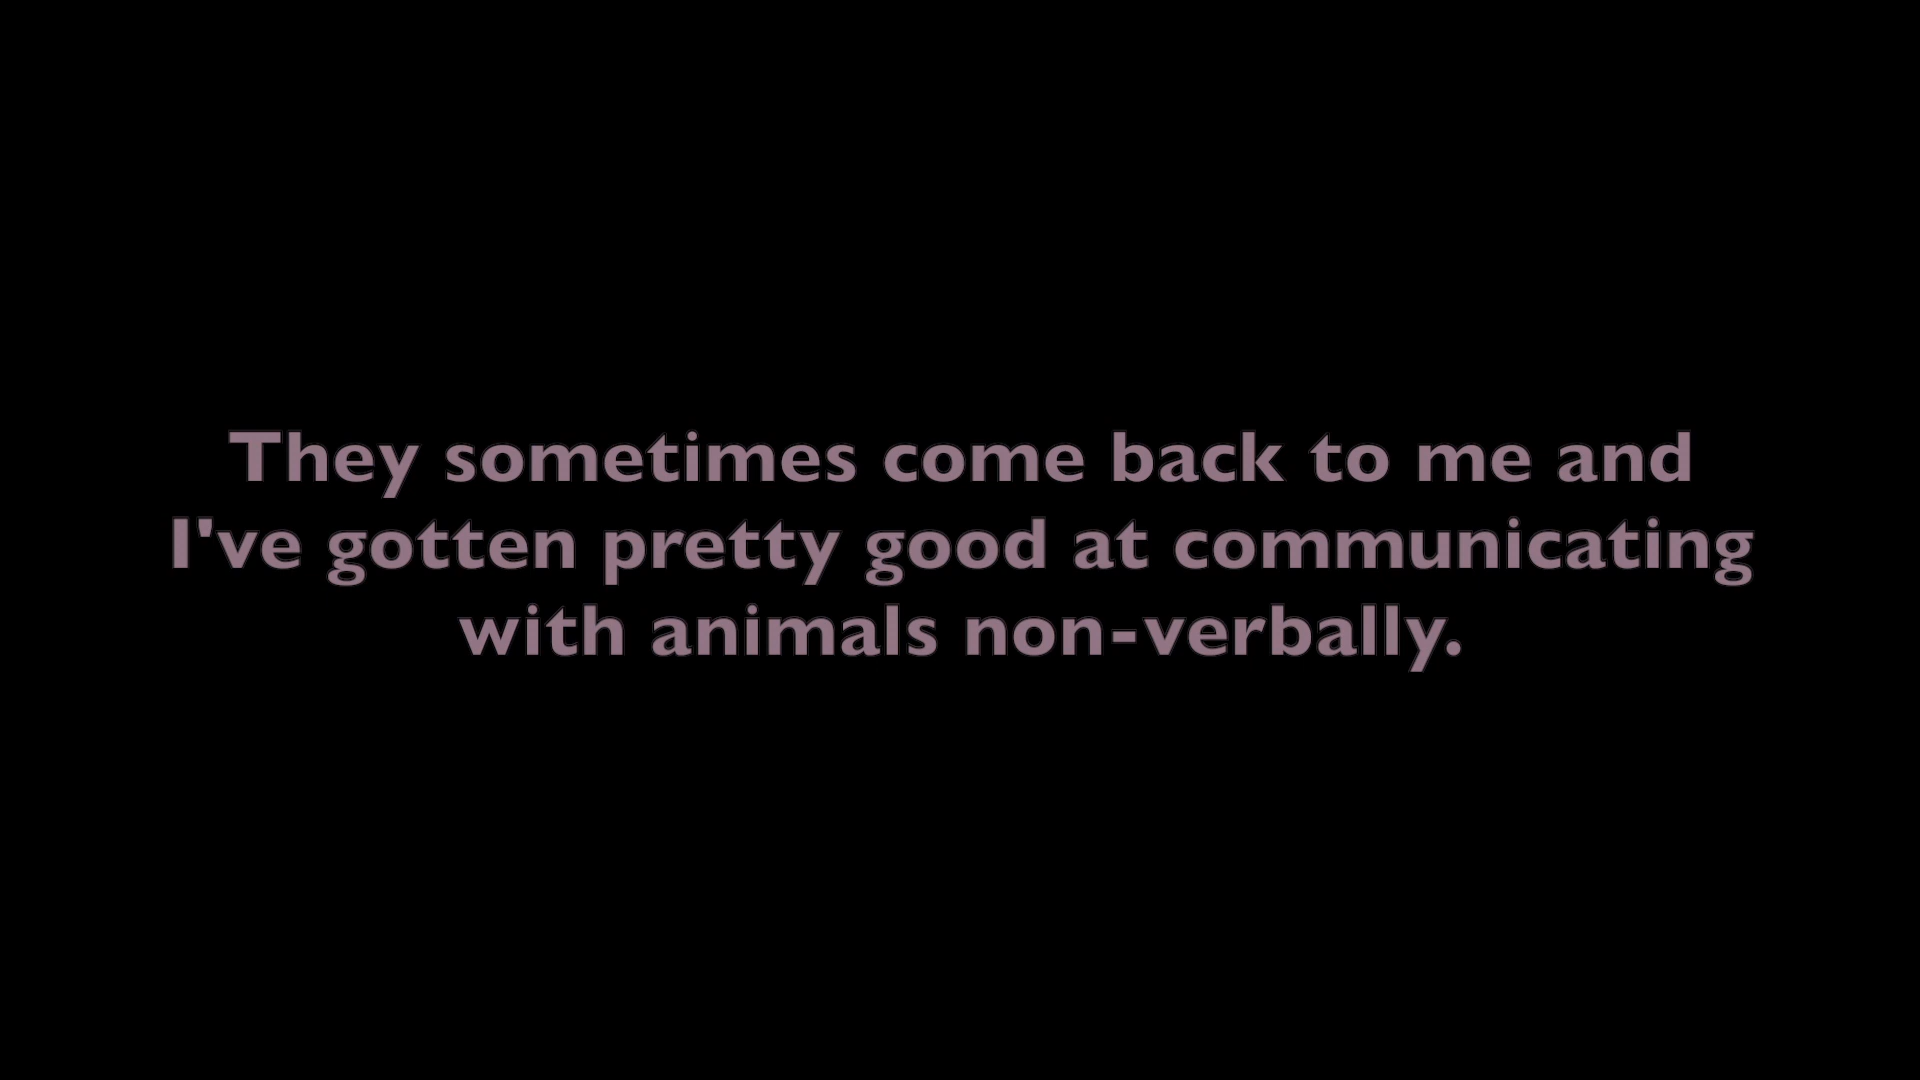 They sometimes come back to me and
I've gotten pretty good at communicating
with animals non-verbally.